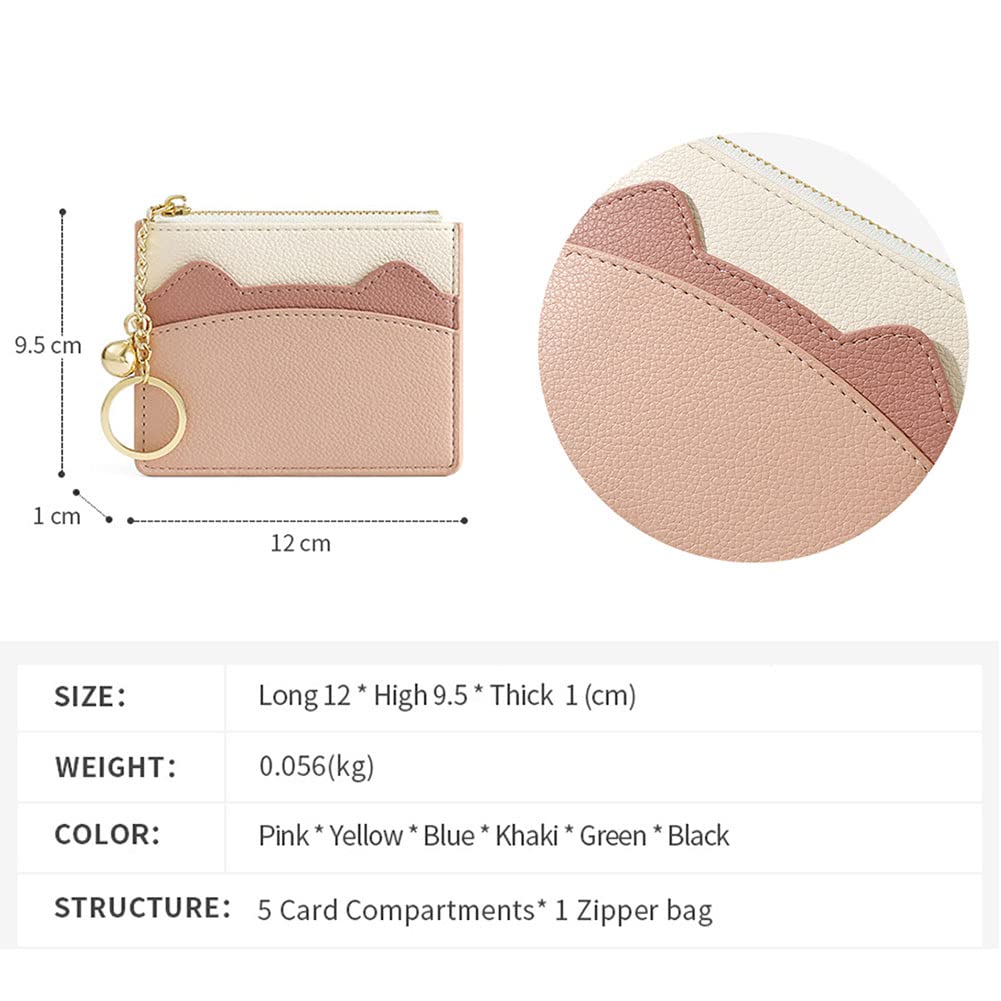 9.5 cm
1 cm
12 cm
SIZE: Long 12 * High 9.5 * Thick 1 (cm)
WEIGHT: 0.056(kg)
COLOR: Pink * Yellow * Blue * Khaki * Green * Black
STRUCTURE: 5 Card Compartments* 1 Zipper bag